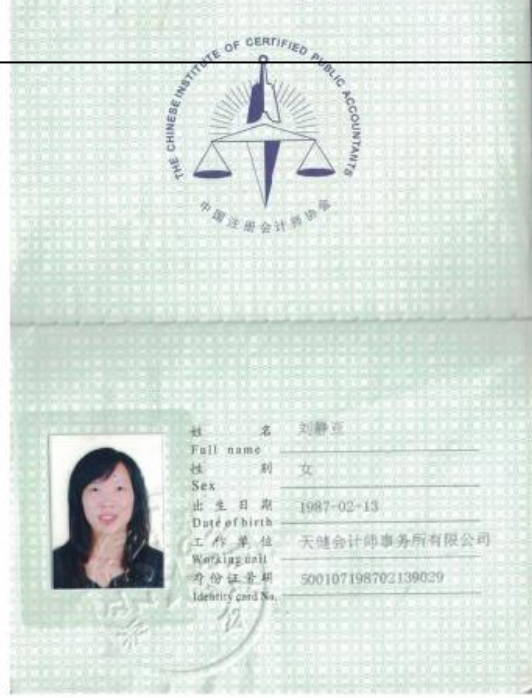 THE CHINESE INSTITUTE OF CERTIFIED PUBLIC ACCOUNTANTS
中国注册会计师协会
姓 名 刘静
Full name
性 别 女
Sex
出生日期 1987-02-13
Date of birth
工作单位 天健会计师事务所有限公司
Working unit
身份证号码 500107198702139029
Identity card No.